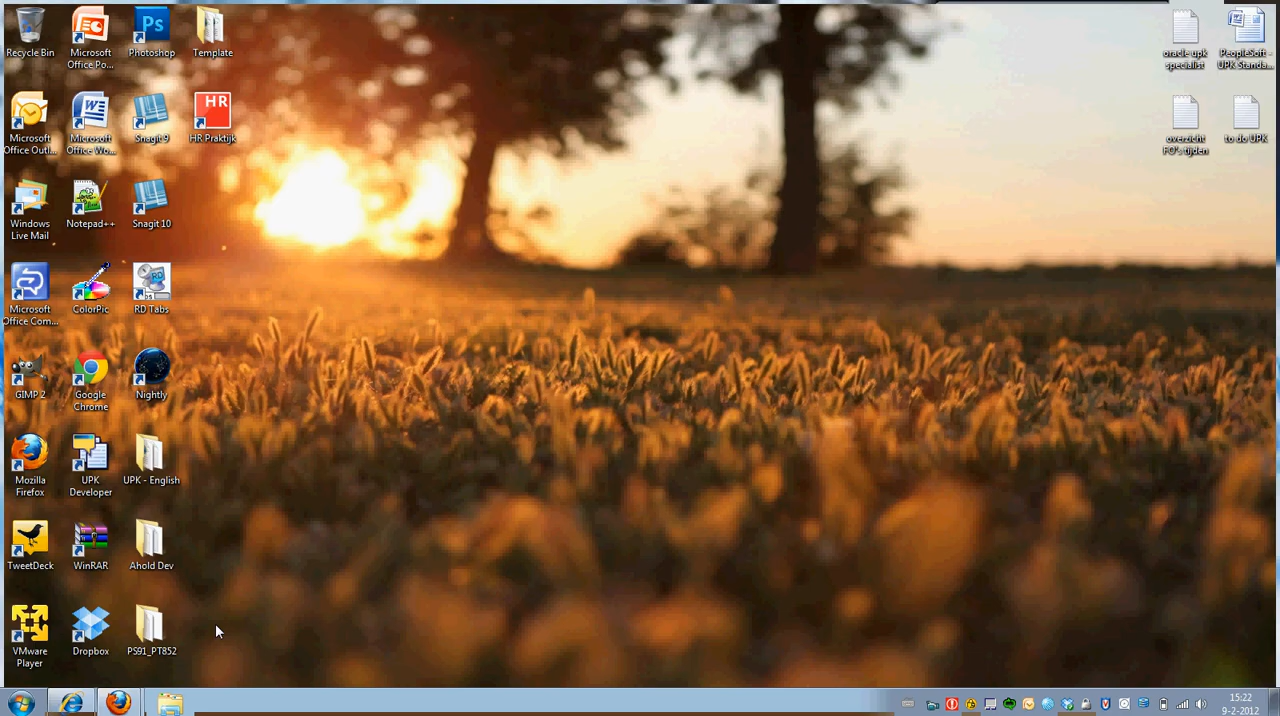 Recycle Bin
Microsoft
Office Po...
Ps
Photoshop
Template
oracle upk
specialist
PeopleSoft -
UPK Standa...
Microsoft
Office Outl...
Microsoft
Office Wo...
Snagit 9
HR
HR Praktijk
overzicht
FO's-tijden
to do UPK
Windows
Live Mail
Notepad++
Snagit 10
Microsoft
Office Com...
ColorPic
RD
RD Tabs
GIMP 2
Google
Chrome
Nightly
Mozilla
Firefox
UPK
Developer
UPK - English
TweetDeck
WinRAR
Ahold Dev
VMware
Player
Dropbox
PS91_PT852
15:22
9-2-2012